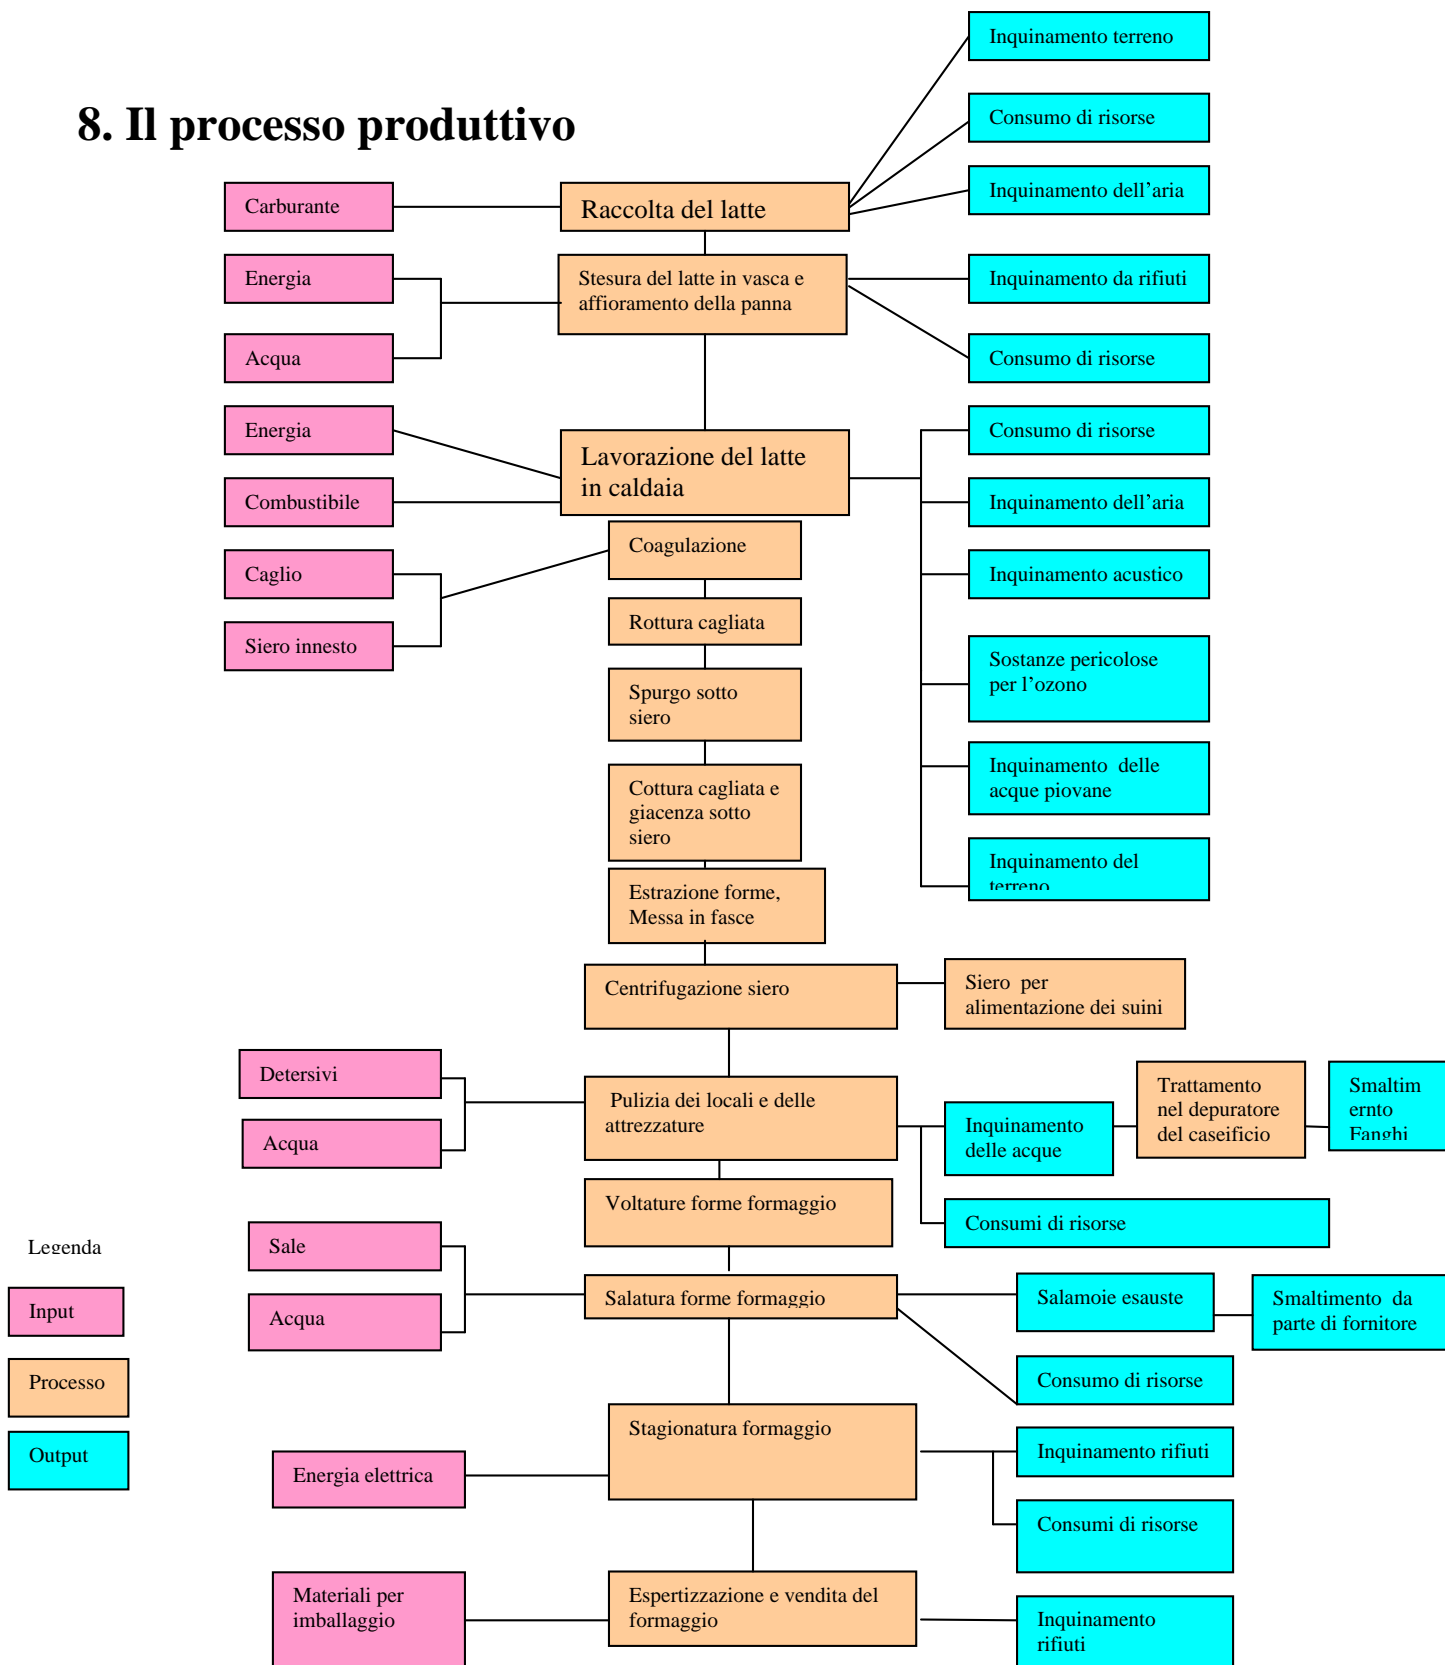 Inquinamento terreno
8. Il processo produttivo
Consumo di risorse
Carburante
Raccolta del latte
Inquinamento dell’aria
Energia
Stesura del latte in vasca e
affioramento della panna
Inquinamento da rifiuti
Acqua
Consumo di risorse
Energia
Lavorazione del latte
in caldaia
Consumo di risorse
Combustibile
Inquinamento dell’aria
Caglio
Coagulazione
Inquinamento acustico
Siero innesto
Rottura cagliata
Sostanze pericolose
per l’ozono
Spurgo sotto
siero
Inquinamento  delle
acque piovane
Cottura cagliata e
giacenza sotto
siero
Inquinamento del
terreno
Estrazione forme,
Messa in fasce
Centrifugazione siero
Siero  per
alimentazione dei suini
Detersivi
Acqua
Pulizia dei locali e delle
attrezzature
Inquinamento
delle acque
Trattamento
nel depuratore
del caseificio
Smaltim
ernto
Fanghi
Voltature forme formaggio
Consumi di risorse
Legenda
Sale
Input
Acqua
Salatura forme formaggio
Salamoie esauste
Smaltimento  da
parte di fornitore
Processo
Consumo di risorse
Output
Stagionatura formaggio
Inquinamento rifiuti
Energia elettrica
Consumi di risorse
Materiali per
imballaggio
Espertizzazione e vendita del
formaggio
Inquinamento
rifiuti